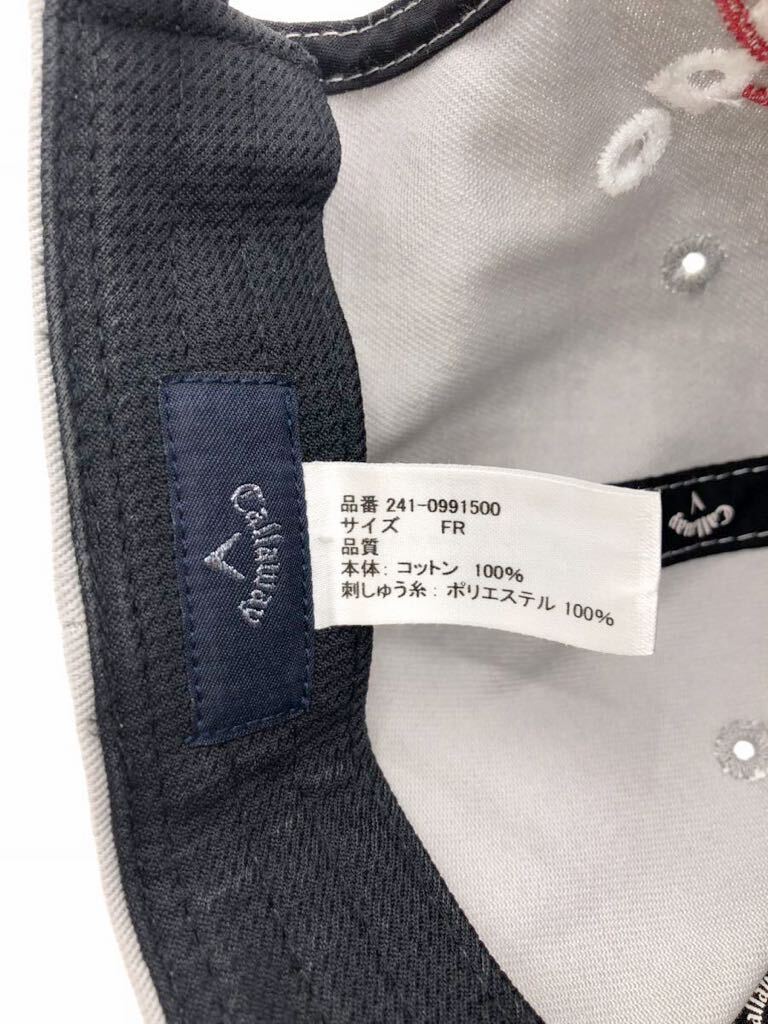 Callaway
品番 241-0991500
サイズ FR
品質
本体: コットン 100%
刺しゅう糸: ポリエステル 100%
Callaway